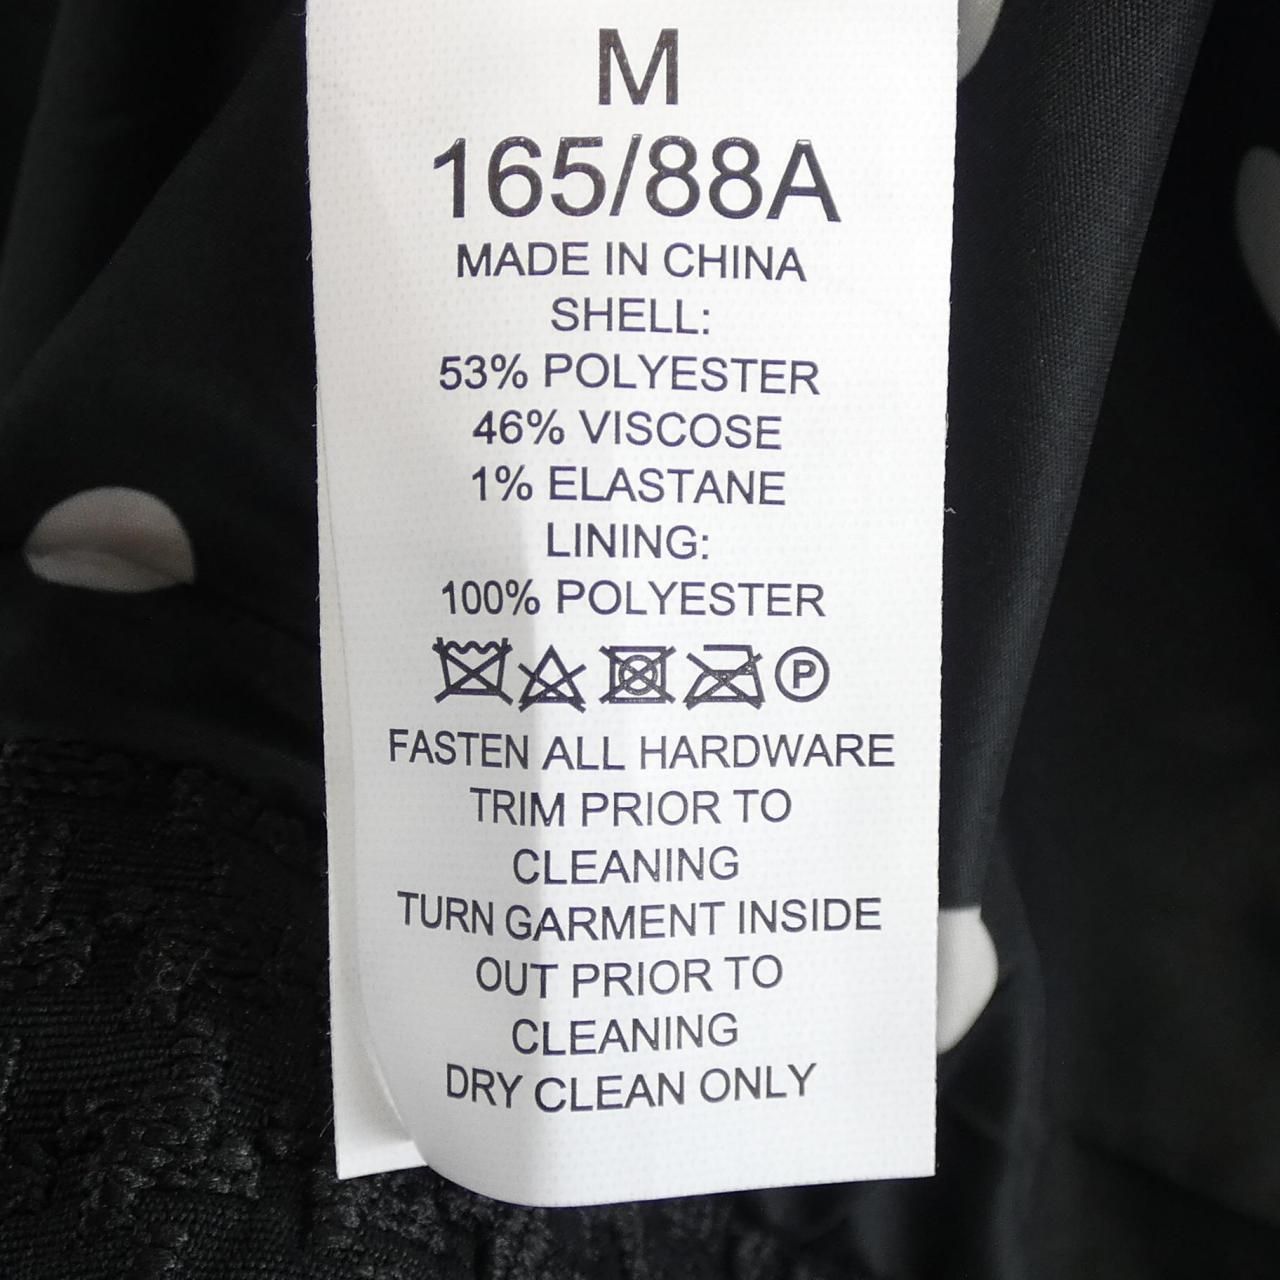 M
165/88A
MADE IN CHINA
SHELL:
53% POLYESTER
46% VISCOSE
1% ELASTANE
LINING:
100% POLYESTER
P
FASTEN ALL HARDWARE
TRIM PRIOR TO
CLEANING
TURN GARMENT INSIDE
OUT PRIOR TO
CLEANING
DRY CLEAN ONLY